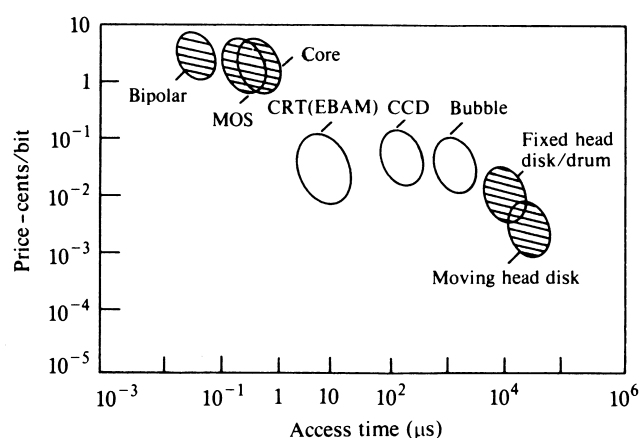 10
1
10⁻¹
10⁻²
10⁻³
10⁻⁴
10⁻⁵
Price-cents/bit
Bipolar
MOS
Core
CRT(EBAM)
CCD
Bubble
Fixed head
disk/drum
Moving head disk
10⁻³
10⁻¹
1
10
10²
10⁴
10⁶
Access time (μs)